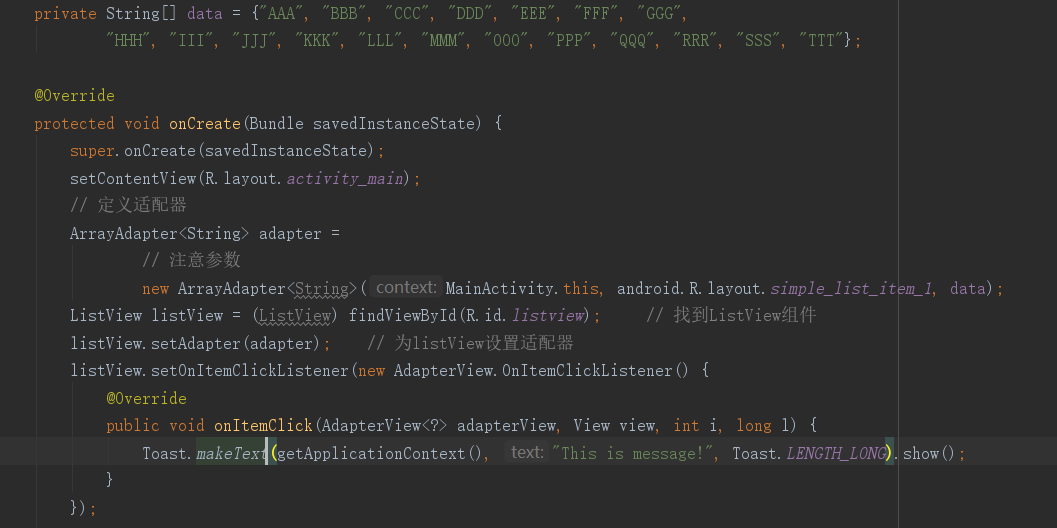 private String[] data = {"AAA", "BBB", "CCC", "DDD", "EEE", "FFF", "GGG",
"HHH", "III", "JJJ", "KKK", "LLL", "MMM", "OOO", "PPP", "QQQ", "RRR", "SSS", "TTT"};
@Override
protected void onCreate(Bundle savedInstanceState) {
super.onCreate(savedInstanceState);
setContentView(R.layout.activity_main);
// 定义适配器
ArrayAdapter<String> adapter =
// 注意参数
new ArrayAdapter<String>( context: MainActivity.this, android.R.layout.simple_list_item_1, data);
ListView listView = (ListView) findViewById(R.id.listview); // 找到ListView组件
listView.setAdapter(adapter); // 为listView设置适配器
listView.setOnItemClickListener(new AdapterView.OnItemClickListener() {
@Override
public void onItemClick(AdapterView<?> adapterView, View view, int i, long l) {
Toast.makeText(getApplicationContext(), text: "This is message!", Toast.LENGTH_LONG).show();
}
});